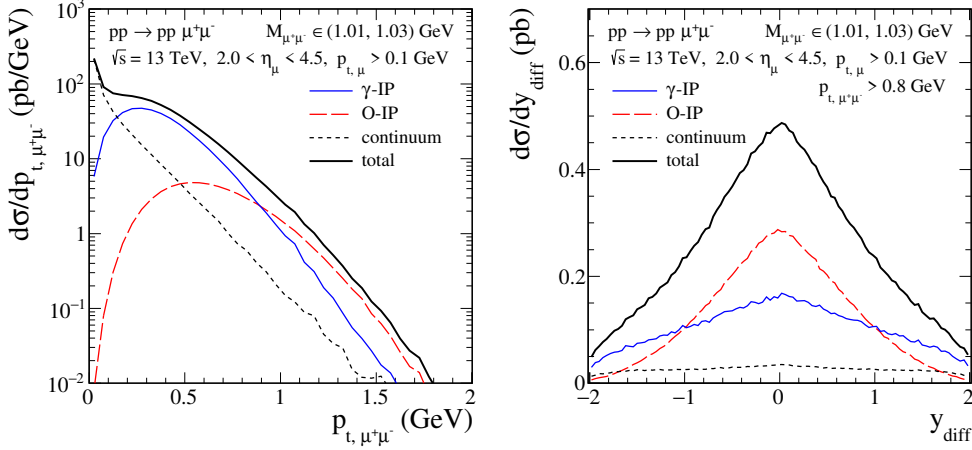 pp → pp μ⁺μ⁻ M_μ⁺μ⁻ ∈ (1.01, 1.03) GeV
√s = 13 TeV, 2.0 < η_μ < 4.5, p_t, μ > 0.1 GeV
γ-IP
O-IP
continuum
total
dσ/dp_t, μ⁺μ⁻ (pb/GeV)
10³
10²
10
1
10⁻¹
10⁻²
0 0.5 1 1.5 2
p_t, μ⁺μ⁻ (GeV)
pp → pp μ⁺μ⁻ M_μ⁺μ⁻ ∈ (1.01, 1.03) GeV
√s = 13 TeV, 2.0 < η_μ < 4.5, p_t, μ > 0.1 GeV
p_t, μ⁺μ⁻ > 0.8 GeV
γ-IP
O-IP
continuum
total
dσ/dy_diff (pb)
0.6
0.4
0.2
0
−2 −1 0 1 2
y_diff